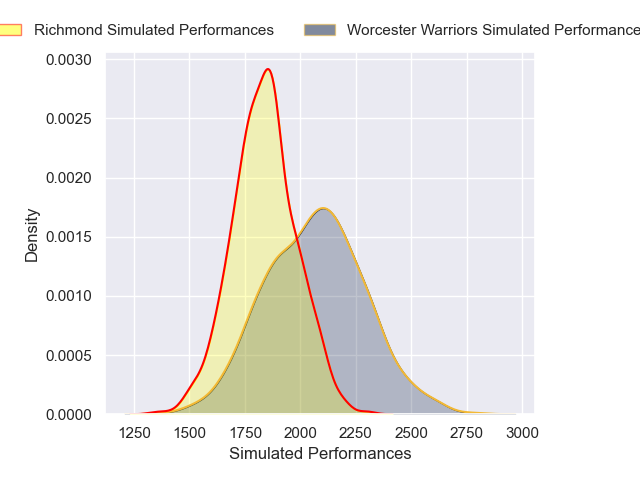 Richmond Simulated Performances
Worcester Warriors Simulated Performance
0.0030
0.0025
0.0020
0.0015
0.0010
0.0005
0.0000
Density
1250 1500 1750 2000 2250 2500 2750 3000
Simulated Performances